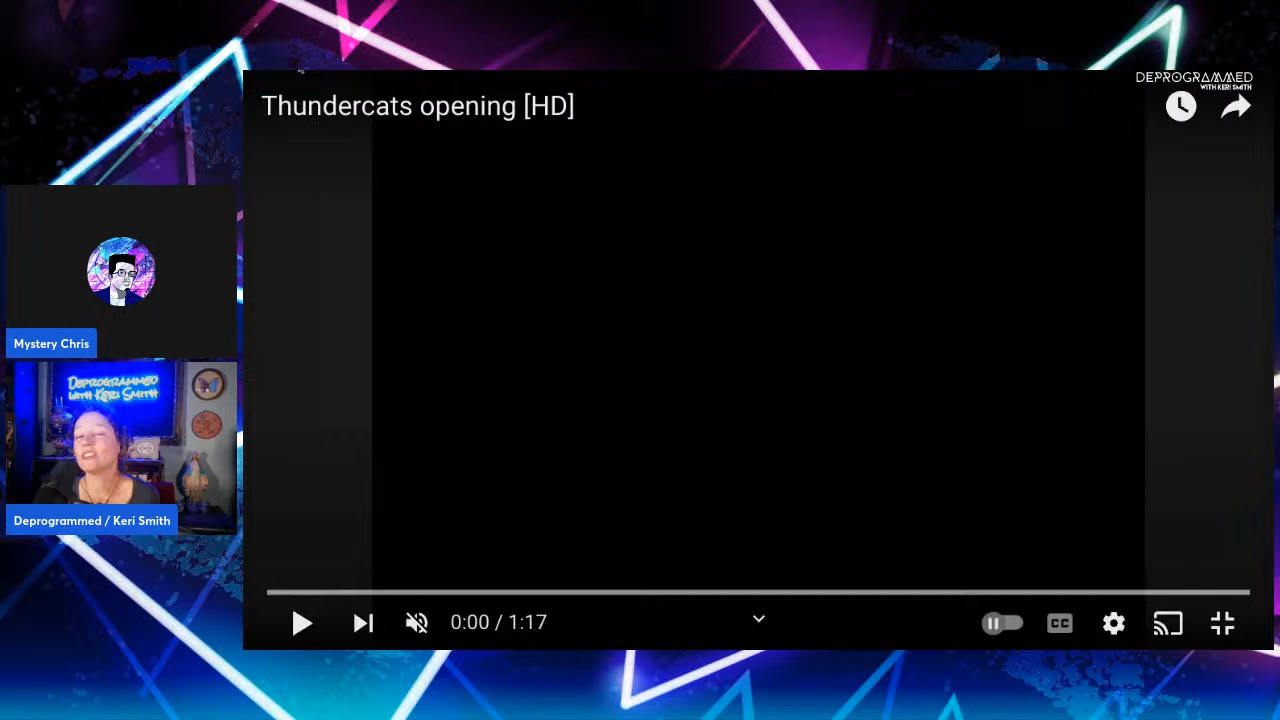 DEPROGRAMMED
WITH KERI SMITH
Thundercats opening [HD]
Mystery Chris
DEPROGRAMMED
WITH KERI SMITH
Deprogrammed / Keri Smith
0:00 / 1:17
CC